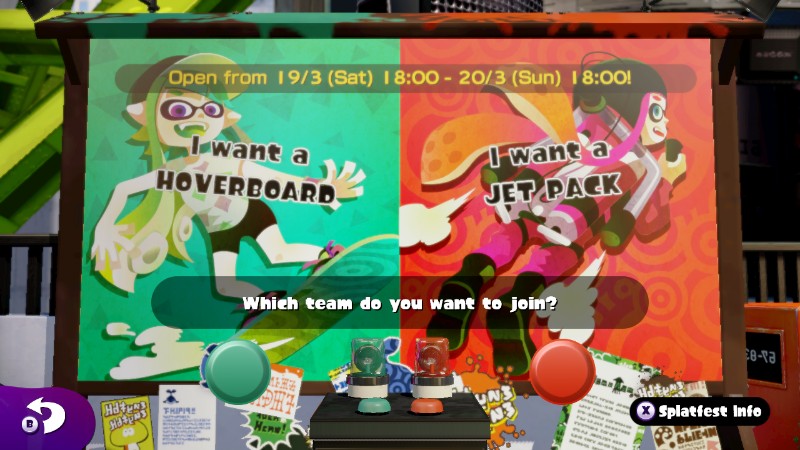 Open from 19/3 (Sat) 18:00 - 20/3 (Sun) 18:00!
I want a
HOVERBOARD
I want a
JET PACK
Which team do you want to join?
B
X Splatfest Info